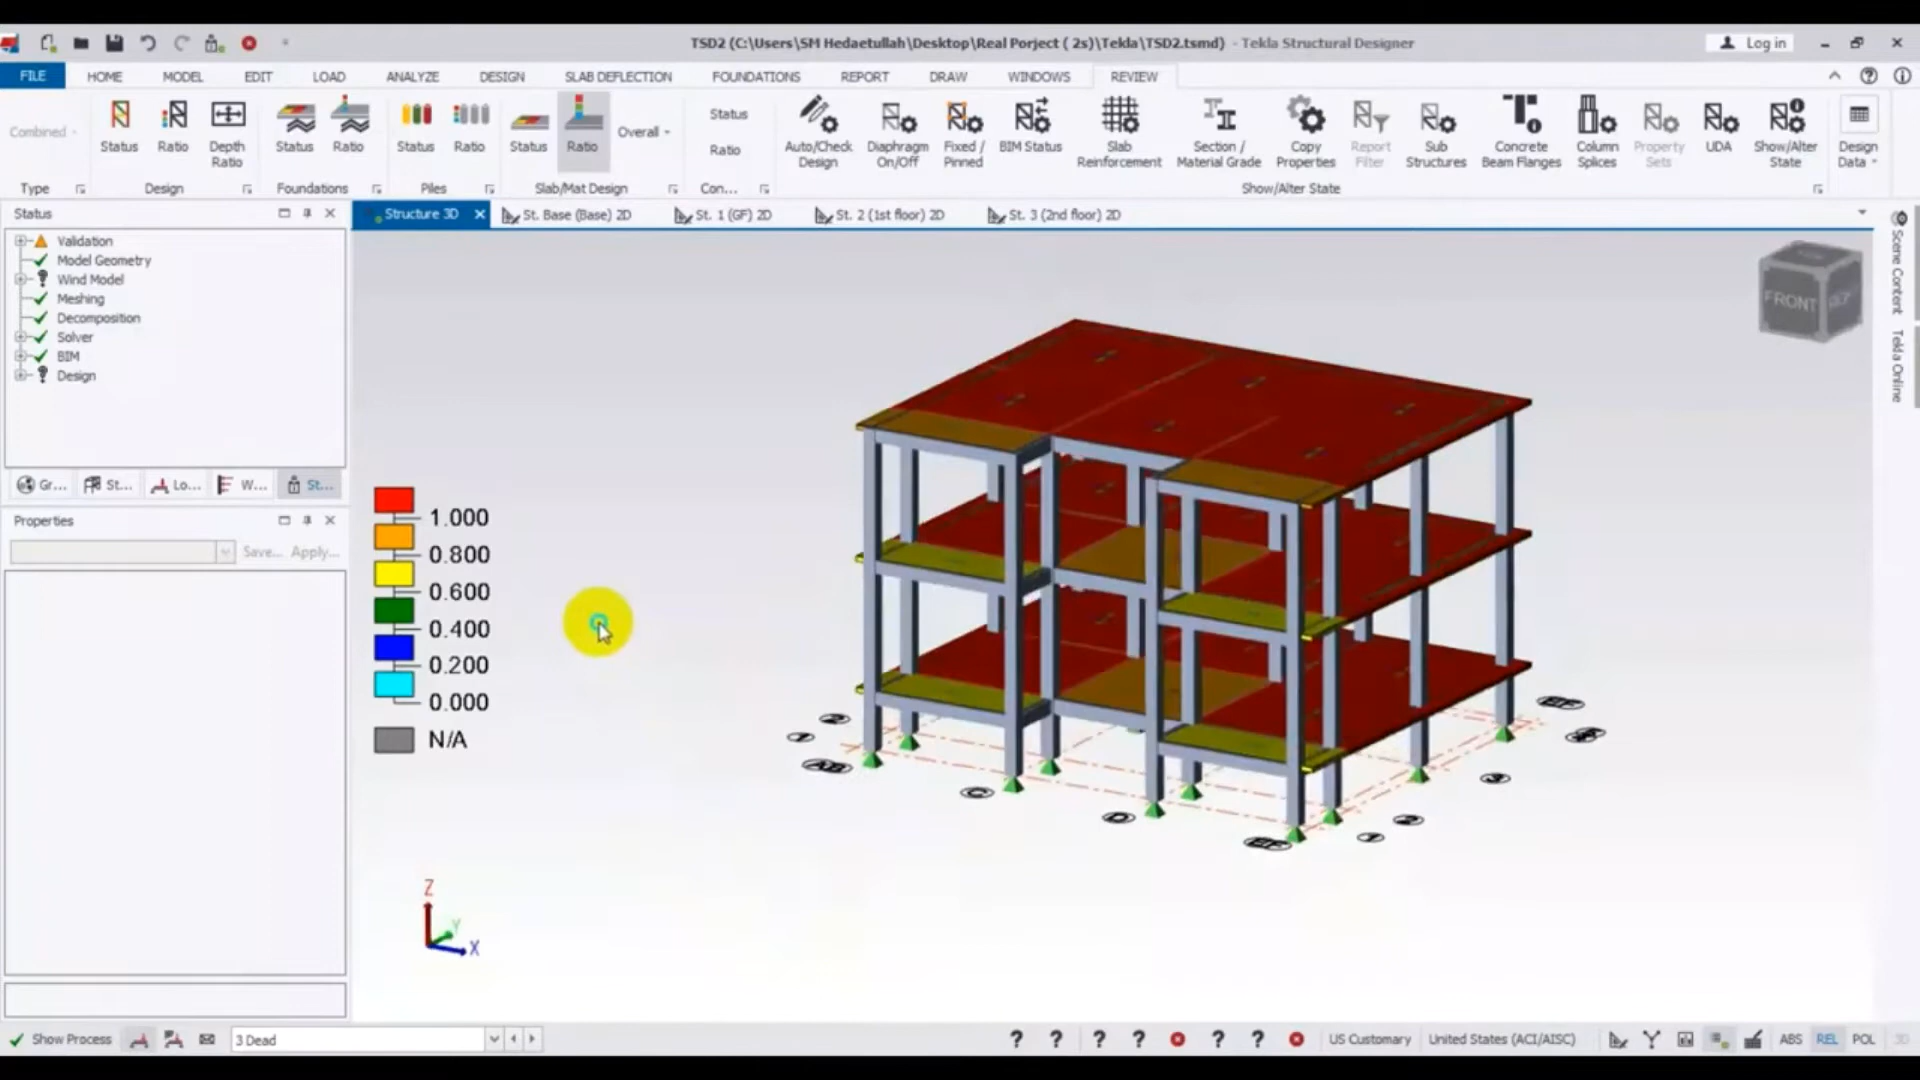 TSD2 (C:\Users\SM Hedaetullah\Desktop\Real Porject ( 2s)\Tekla\TSD2.tsmd) - Tekla Structural Designer
Log in
FILE HOME MODEL EDIT LOAD ANALYZE DESIGN SLAB DEFLECTION FOUNDATIONS REPORT DRAW WINDOWS REVIEW
Combined
Status Ratio Depth Ratio
Status Ratio
Status Ratio
Status Ratio Overall
Status
Ratio
Auto/Check Design
Diaphragm On/Off
Fixed / Pinned
BIM Status
Slab Reinforcement
Section / Material Grade
Copy Properties
Report Filter
Sub Structures
Concrete Beam Flanges
Column Splices
Property Sets
UDA
Show/Alter State
Design Data
Type Design Foundations Piles Slab/Mat Design Con... Show/Alter State
Status
Structure 3D St. Base (Base) 2D St. 1 (GF) 2D St. 2 (1st floor) 2D St. 3 (2nd floor) 2D
Validation
Model Geometry
Wind Model
Meshing
Decomposition
Solver
BIM
Design
Gr... St... Lo... W... St...
Properties
Save... Apply...
1.000
0.800
0.600
0.400
0.200
0.000
N/A
FRONT
Scene Content
Tekla Online
2
1
C
D
1
2
3
Z
Y
X
Show Process
3 Dead
? ? ? ? ? ?
US Customary United States (ACI/AISC)
ABS REL POL 3D